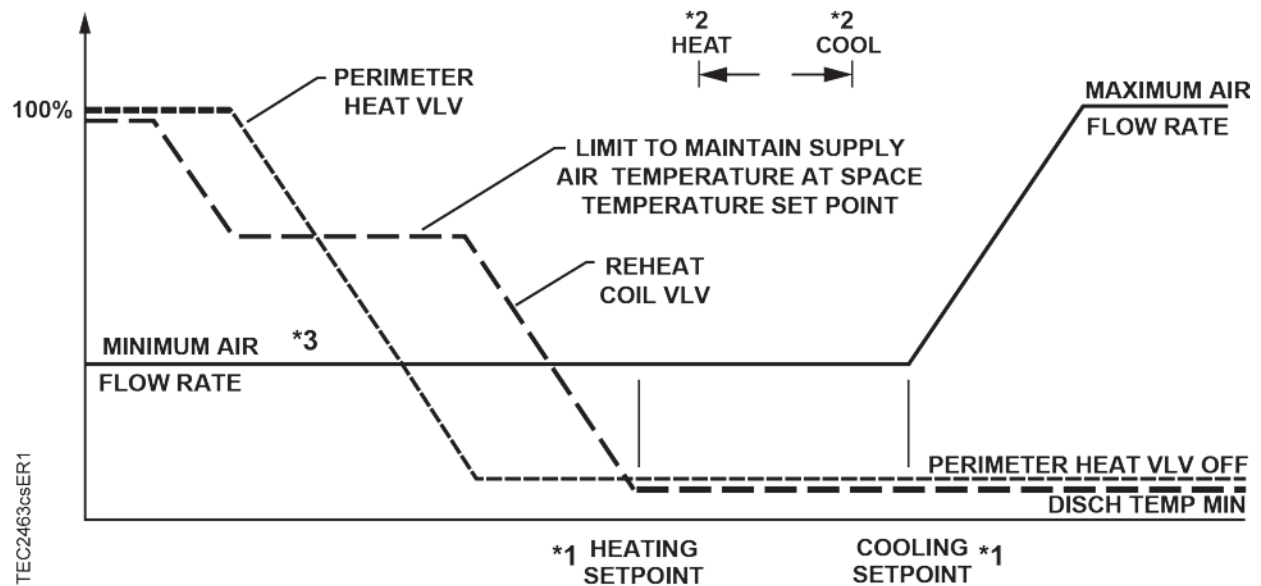 *2
HEAT
*2
COOL
PERIMETER
HEAT VLV
100%
MAXIMUM AIR
FLOW RATE
LIMIT TO MAINTAIN SUPPLY
AIR TEMPERATURE AT SPACE
TEMPERATURE SET POINT
REHEAT
COIL VLV
MINIMUM AIR *3
FLOW RATE
PERIMETER HEAT VLV OFF
DISCH TEMP MIN
*1 HEATING
SETPOINT
COOLING *1
SETPOINT
TEC2463csER1